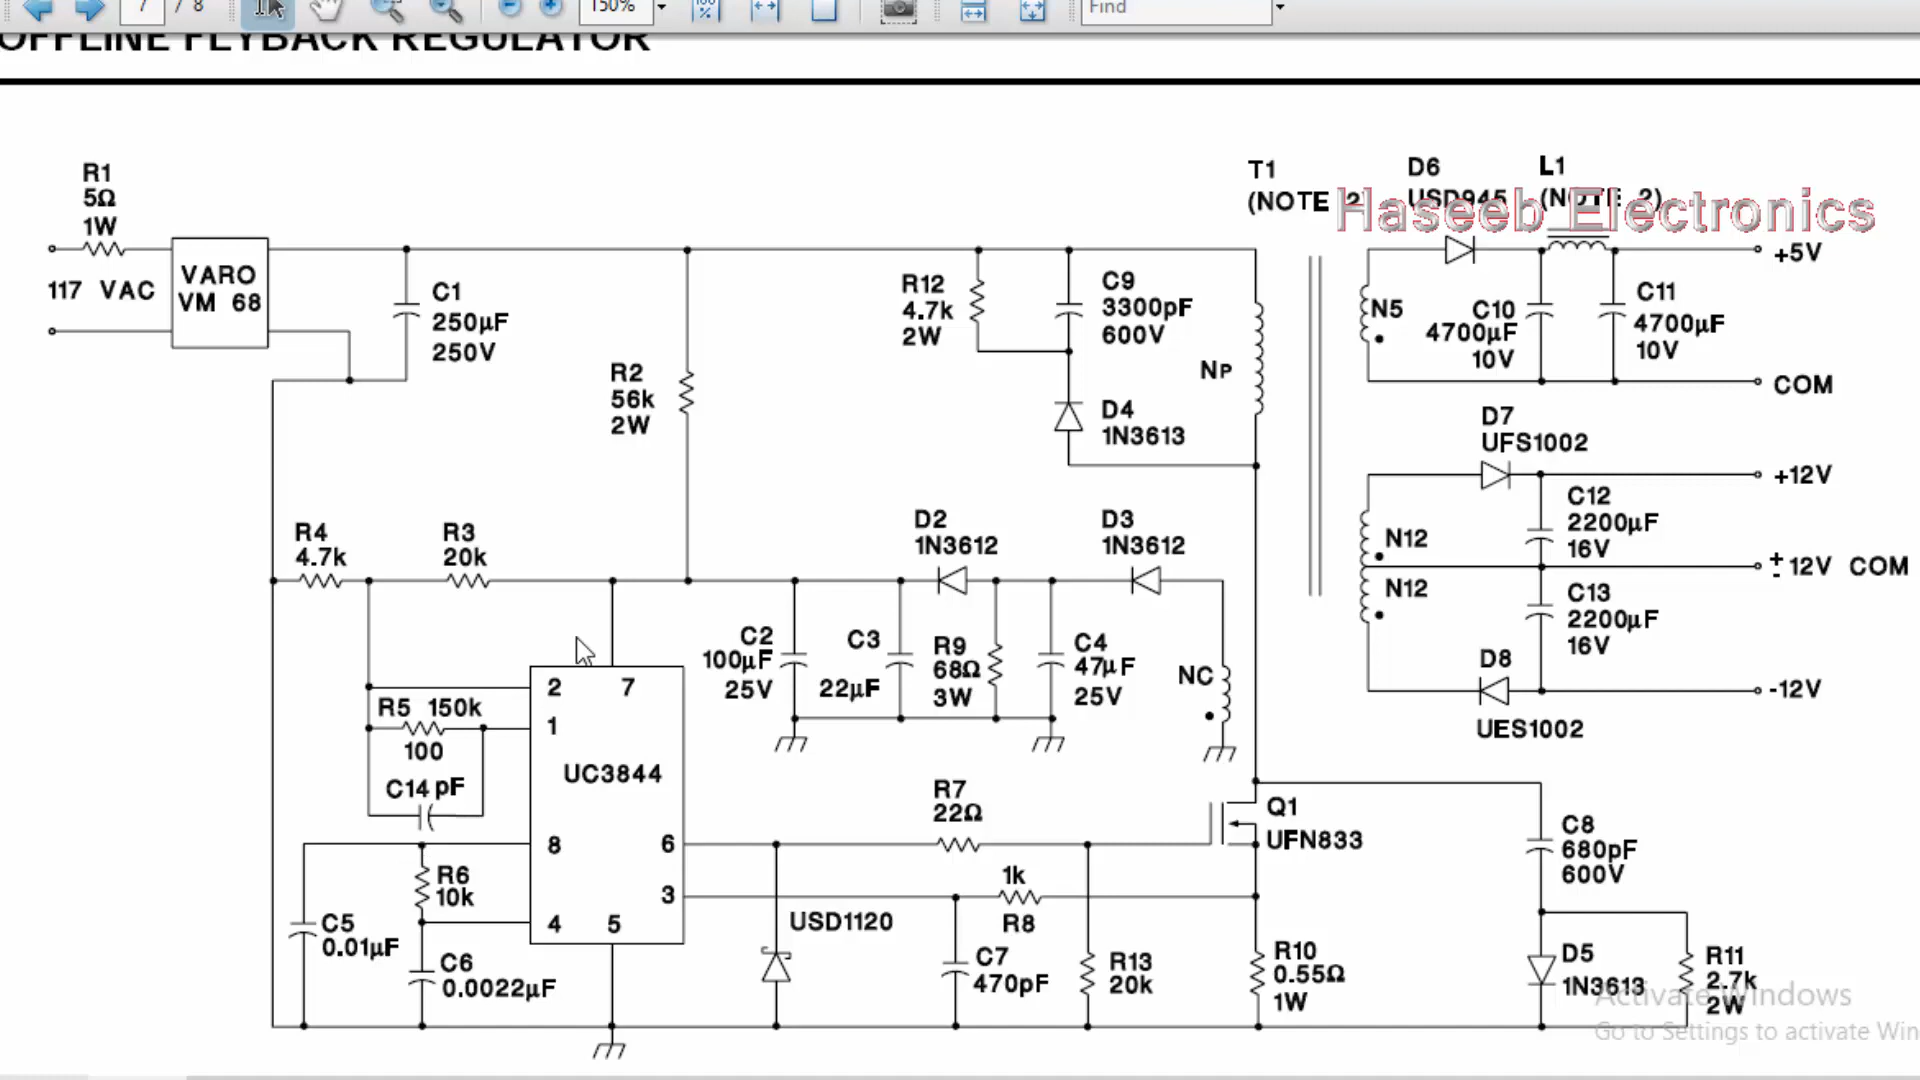 7 / 8 150% Find
OFFLINE FLYBACK REGULATOR
R1
5Ω
1W
117 VAC
VARO
VM 68
C1
250µF
250V
R2
56k
2W
R12
4.7k
2W
C9
3300pF
600V
D4
1N3613
NP
T1
(NOTE 2)
D6
USD945
L1
(NOTE 2)
Haseeb Electronics
+5V
N5
C10
4700µF
10V
C11
4700µF
10V
COM
D7
UFS1002
+12V
C12
2200µF
16V
N12
± 12V COM
N12
C13
2200µF
16V
D8
-12V
UES1002
R4
4.7k
R3
20k
D2
1N3612
D3
1N3612
C2
100µF
25V
C3
22µF
R9
68Ω
3W
C4
47µF
25V
NC
2 7
R5 150k
1
100
C14 pF
UC3844
8 6
R6
10k
3
4 5
C5
0.01µF
C6
0.0022µF
R7
22Ω
1k
R8
USD1120
C7
470pF
R13
20k
Q1
UFN833
R10
0.55Ω
1W
C8
680pF
600V
D5
1N3613
R11
2.7k
2W
Activate Windows
Go to Settings to activate Win